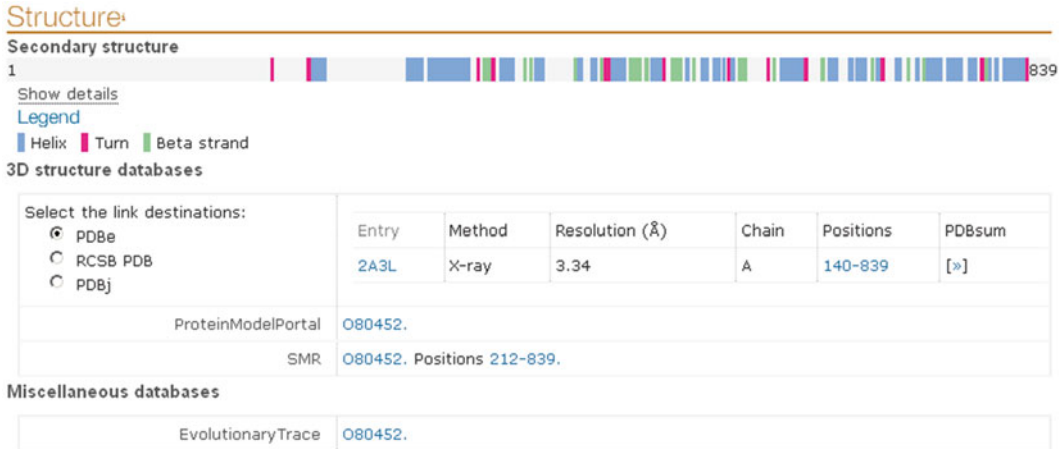 Structure
Secondary structure
1 839
Show details
Legend
Helix Turn Beta strand
3D structure databases
Select the link destinations:
PDBe
RCSB PDB
PDBj
Entry Method Resolution (Å) Chain Positions PDBsum
2A3L X-ray 3.34 A 140-839 [»]
ProteinModelPortal O80452.
SMR O80452. Positions 212-839.
Miscellaneous databases
EvolutionaryTrace O80452.